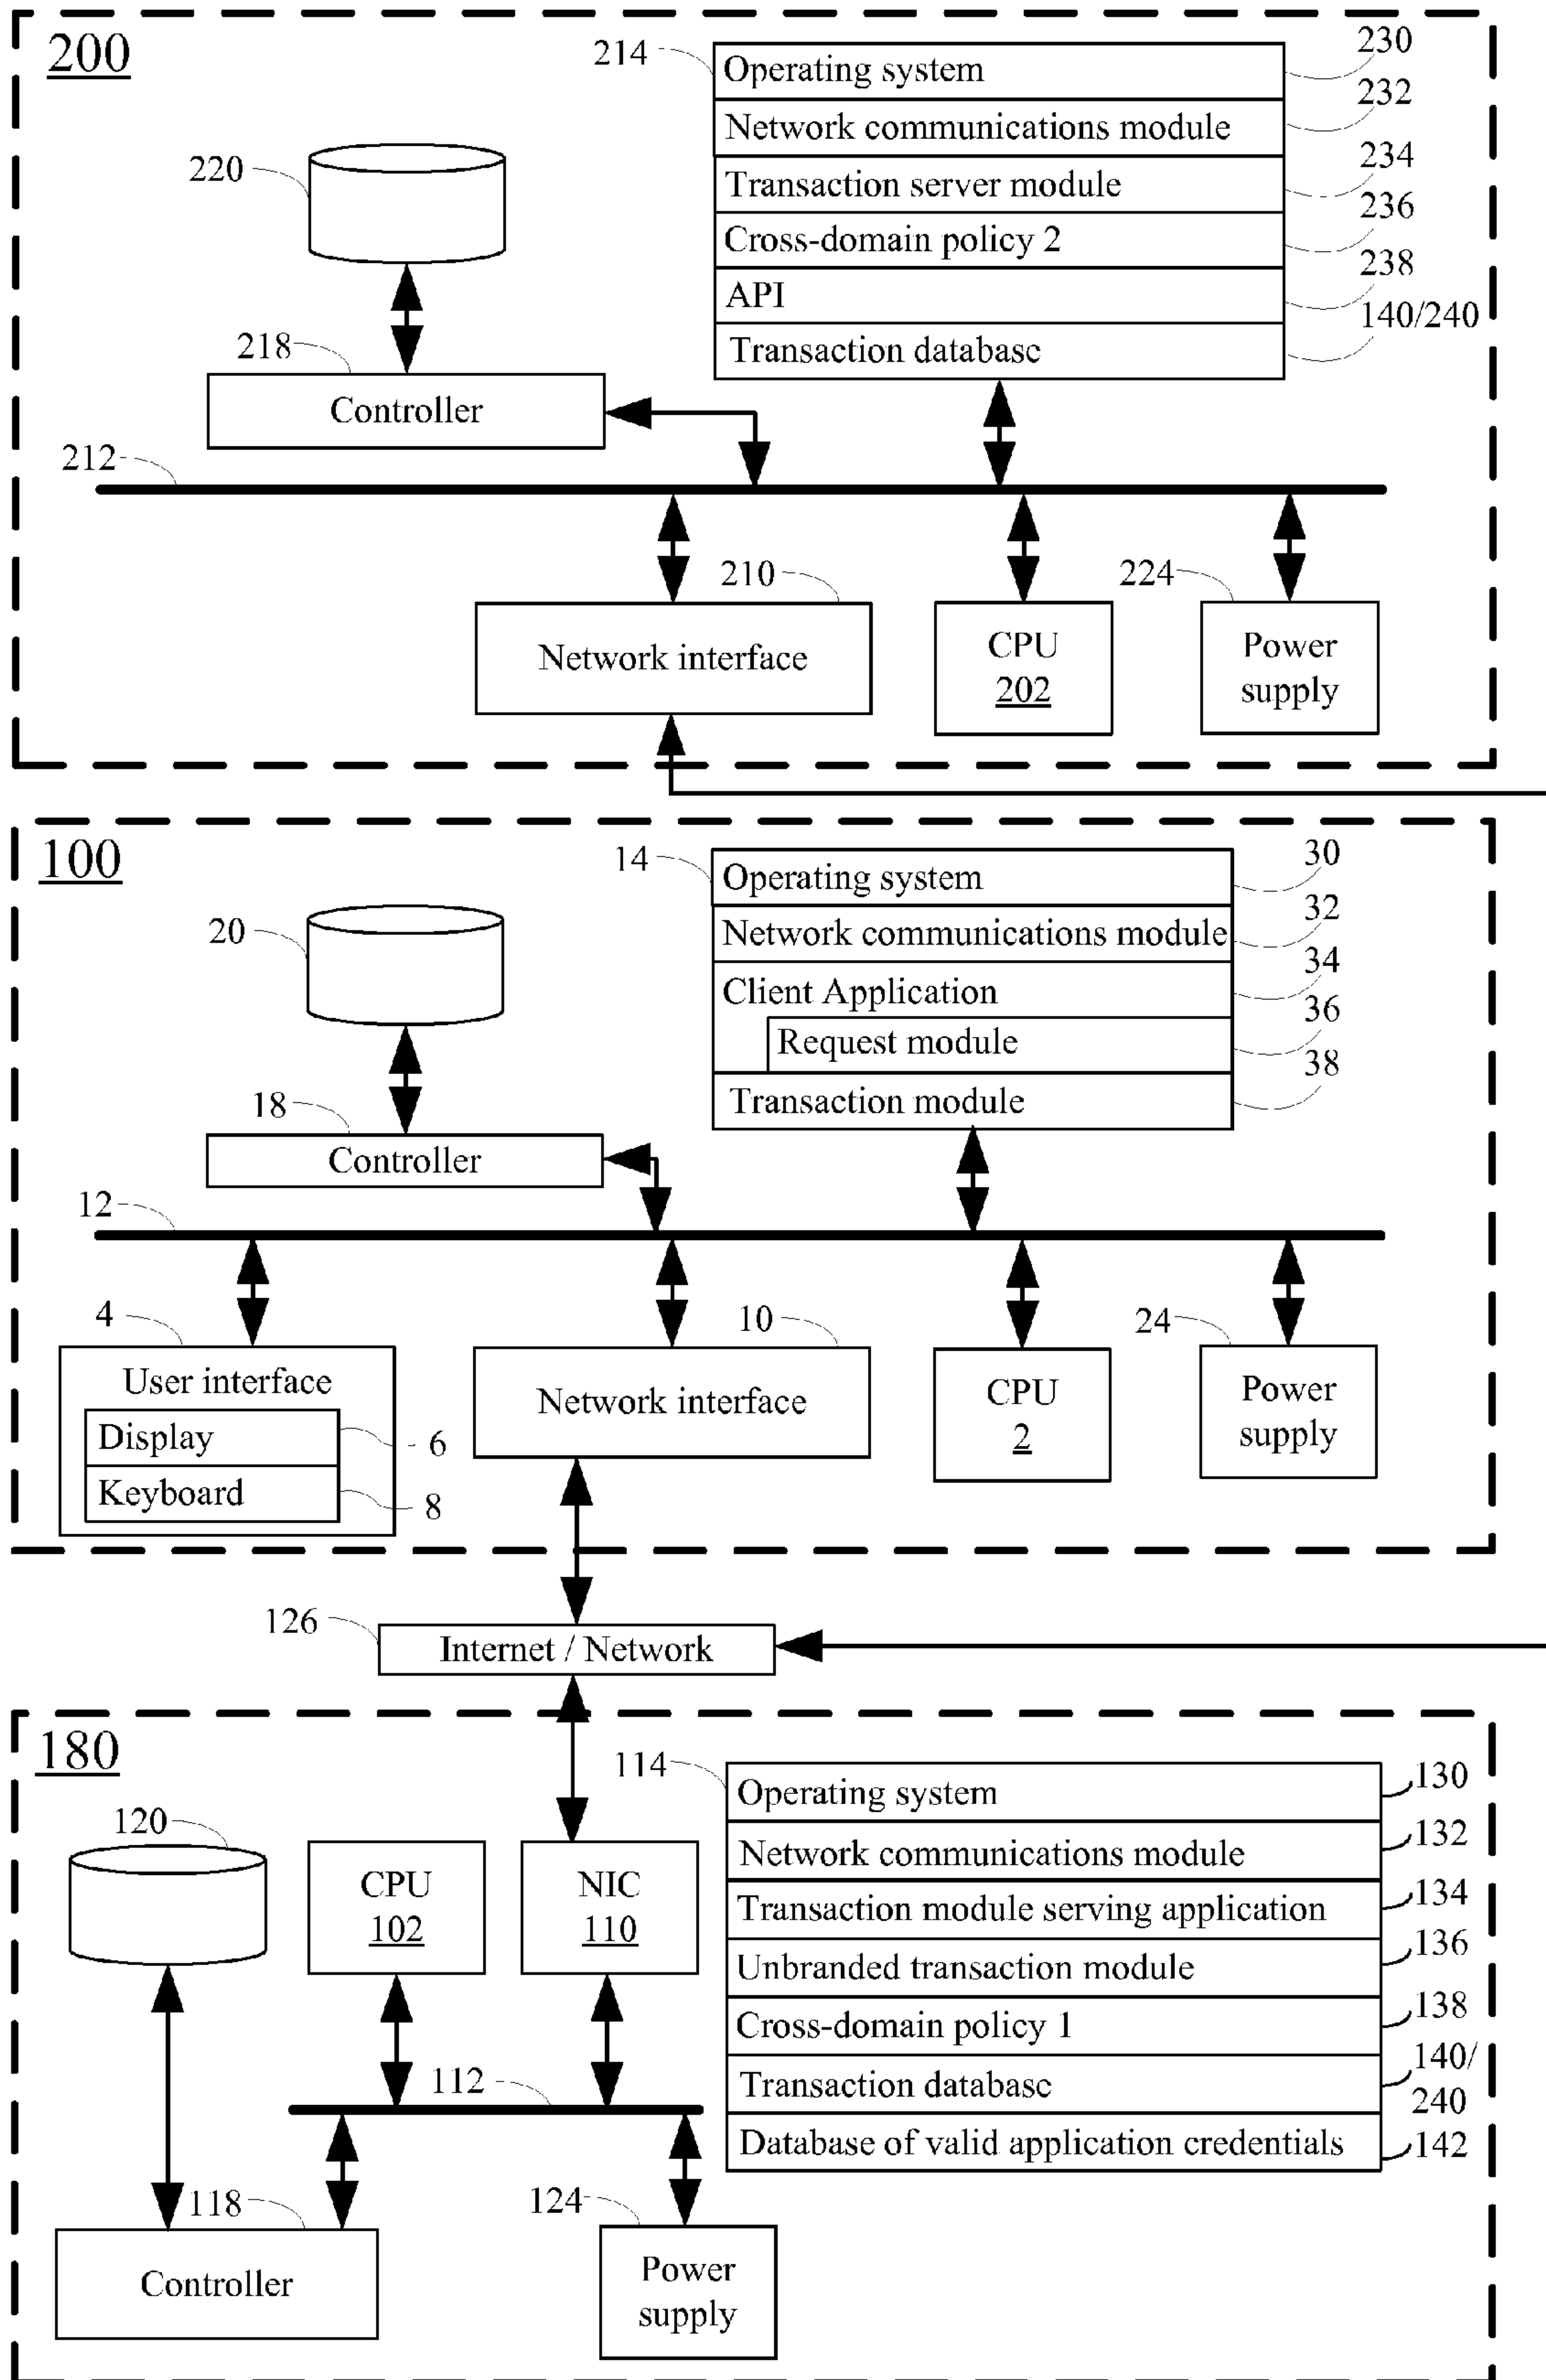 200
214
Operating system
230
Network communications module
232
Transaction server module
234
Cross-domain policy 2
236
API
238
Transaction database
140/240
220
218
Controller
212
210
Network interface
CPU
202
224
Power
supply
100
14
Operating system
30
Network communications module
32
Client Application
34
Request module
36
Transaction module
38
20
18
Controller
12
4
User interface
Display
6
Keyboard
8
10
Network interface
CPU
2
24
Power
supply
126
Internet / Network
180
114
Operating system
130
Network communications module
132
Transaction module serving application
134
Unbranded transaction module
136
Cross-domain policy 1
138
Transaction database
140/
240
Database of valid application credentials
142
120
CPU
102
NIC
110
112
118
Controller
124
Power
supply